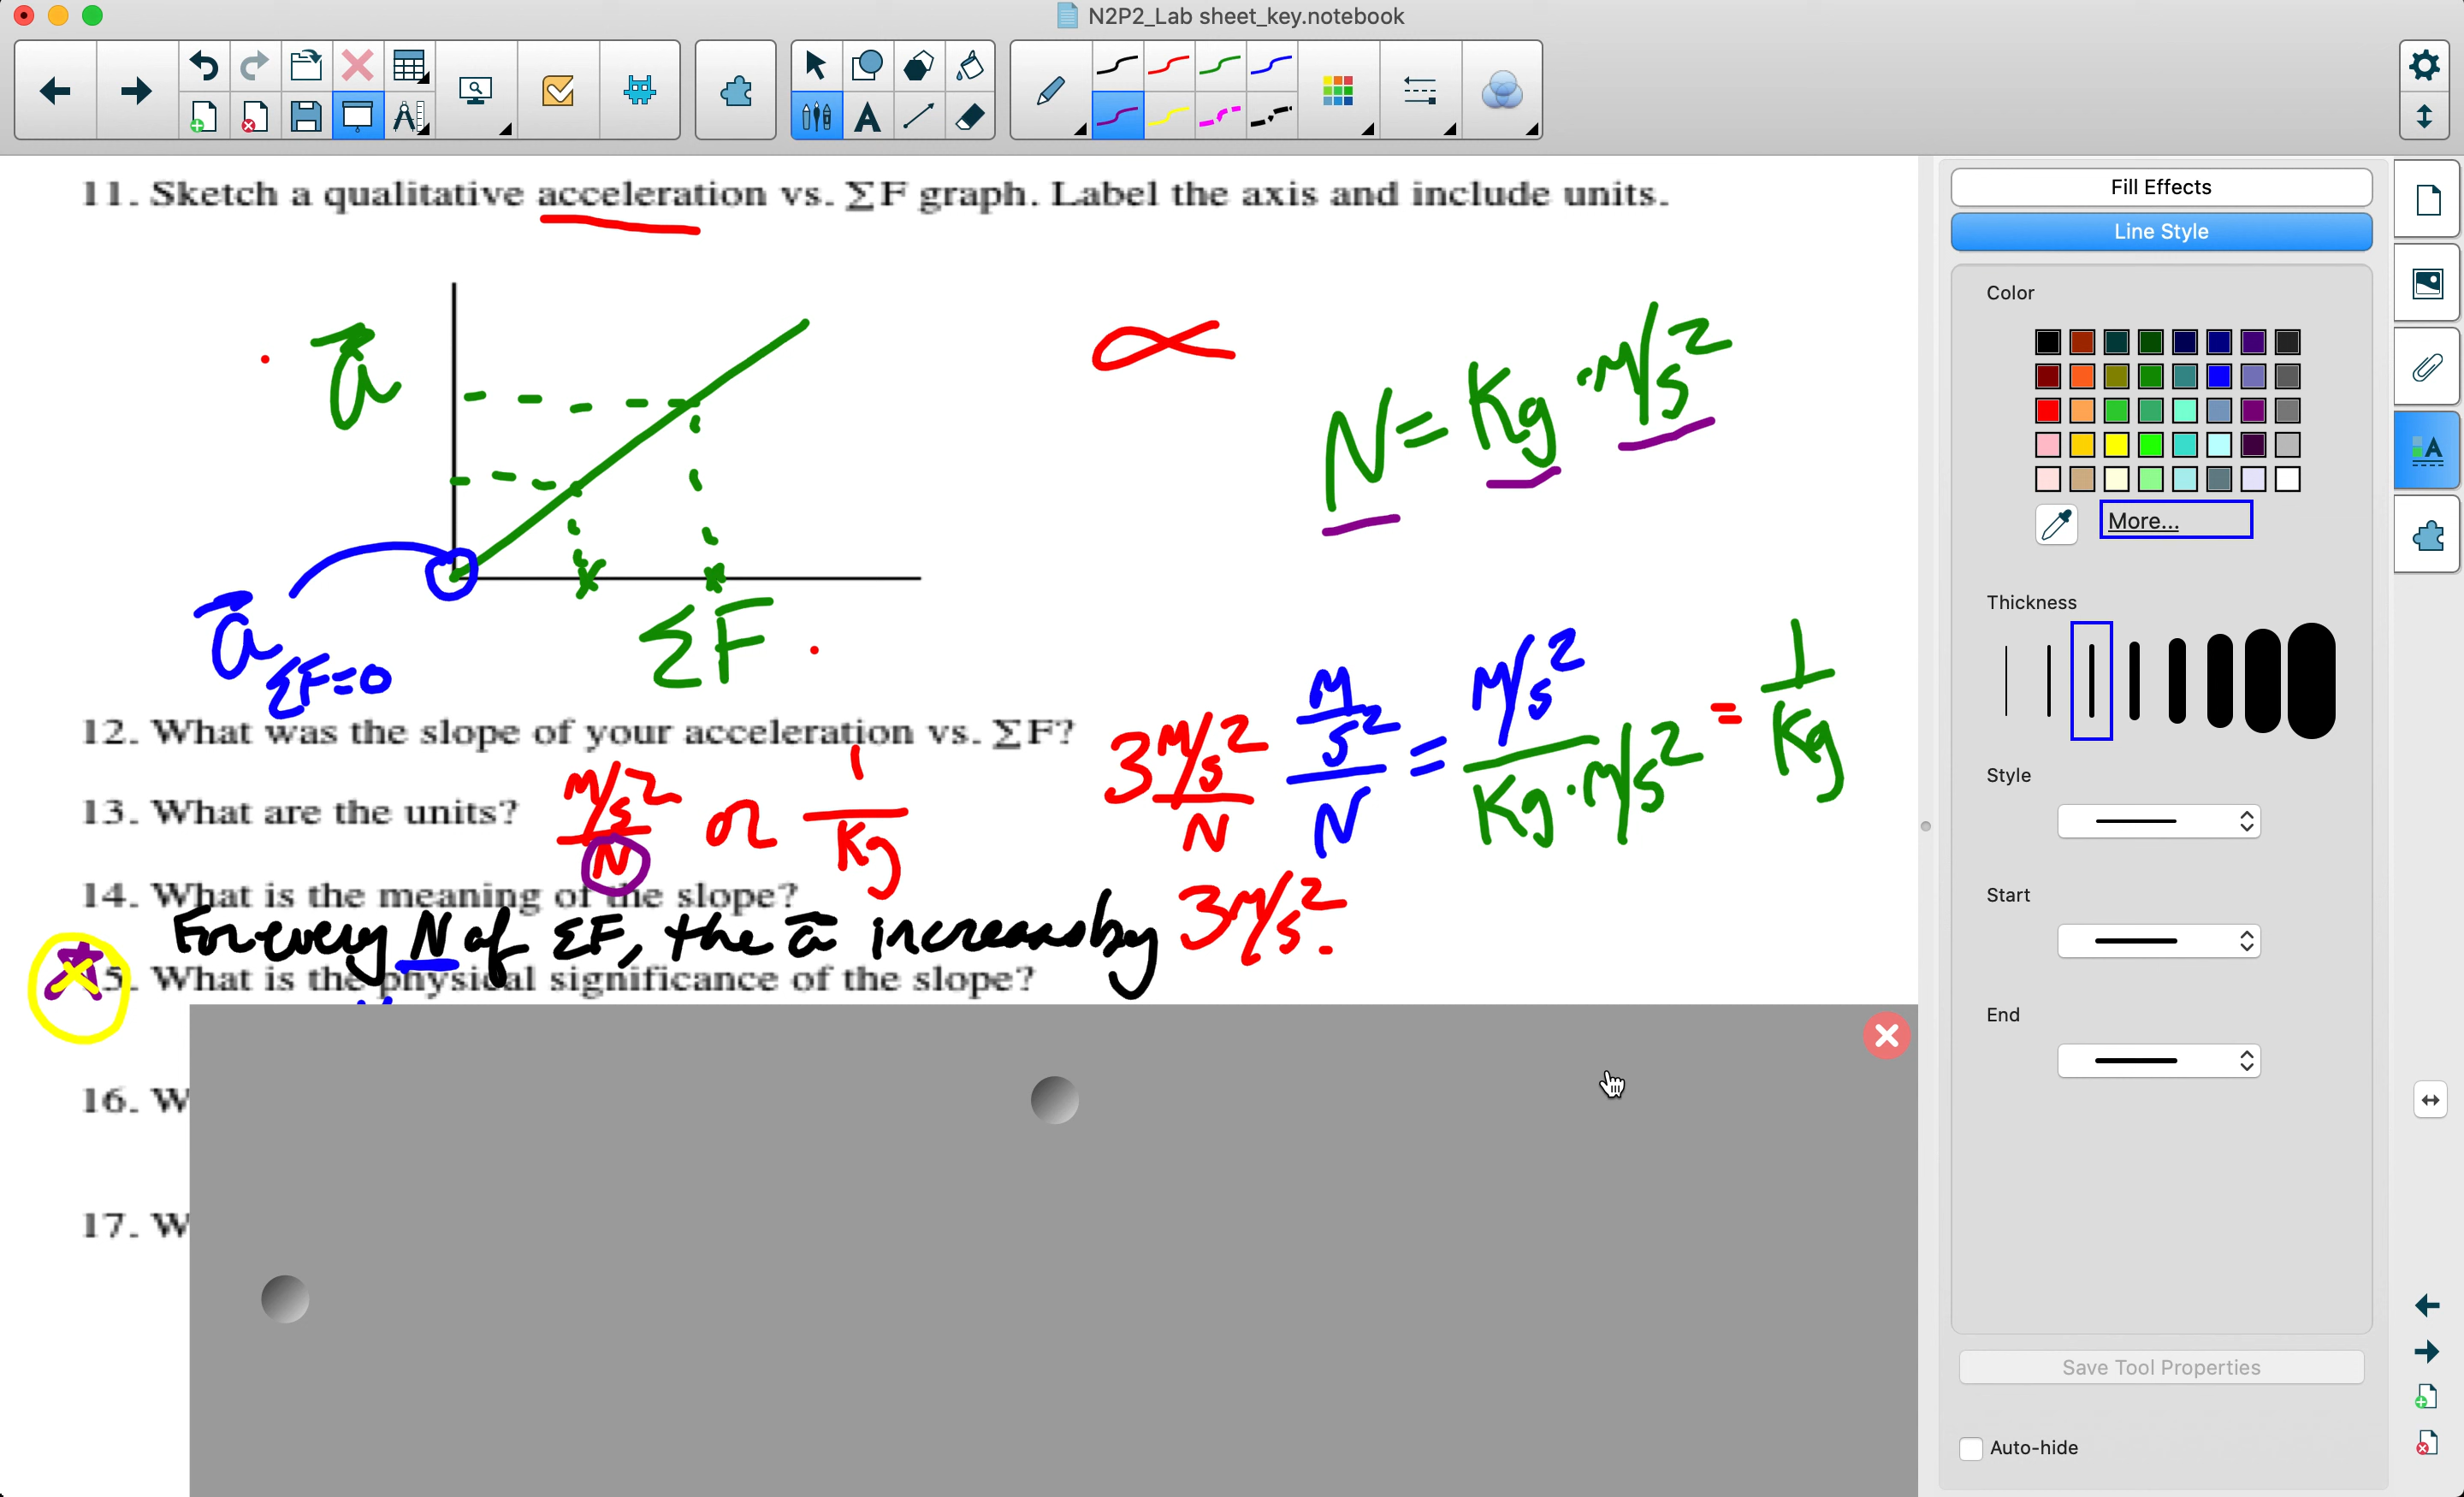 N2P2_Lab sheet_key.notebook
11. Sketch a qualitative acceleration vs. ΣF graph. Label the axis and include units.
a
∝
N = Kg · M/s²
a ΣF=0
ΣF
12. What was the slope of your acceleration vs. ΣF?
3 M/s² / N
M/s² / N = M/s² / Kg · M/s² = 1/Kg
13. What are the units?
M/s² / N or 1/Kg
14. What is the meaning of the slope?
For every N of ΣF, the a increases by 3 M/s².
15. What is the physical significance of the slope?
16. W
17. W
Fill Effects
Line Style
Color
More...
Thickness
Style
Start
End
Save Tool Properties
Auto-hide